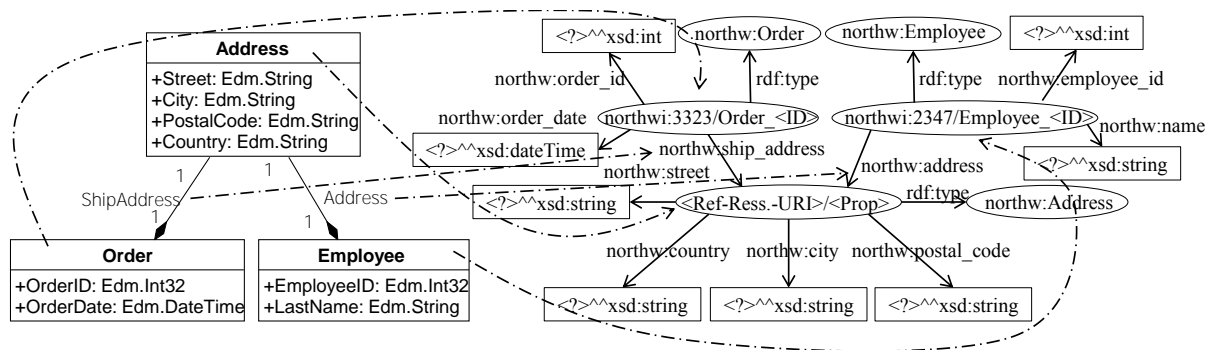 Address
+Street: Edm.String
+City: Edm.String
+PostalCode: Edm.String
+Country: Edm.String
1
1
ShipAddress
Address
1
1
Order
+OrderID: Edm.Int32
+OrderDate: Edm.DateTime
Employee
+EmployeeID: Edm.Int32
+LastName: Edm.String
<?>^^xsd:int
northw:Order
northw:Employee
<?>^^xsd:int
northw:order_id
rdf:type
rdf:type
northw:employee_id
northw:order_date
northwi:3323/Order_<ID>
northwi:2347/Employee_<ID>
northw:name
<?>^^xsd:dateTime
northw:ship_address
northw:address
<?>^^xsd:string
northw:street
rdf:type
<?>^^xsd:string
<Ref-Ress.-URI>/<Prop>
northw:Address
northw:country
northw:city
northw:postal_code
<?>^^xsd:string
<?>^^xsd:string
<?>^^xsd:string